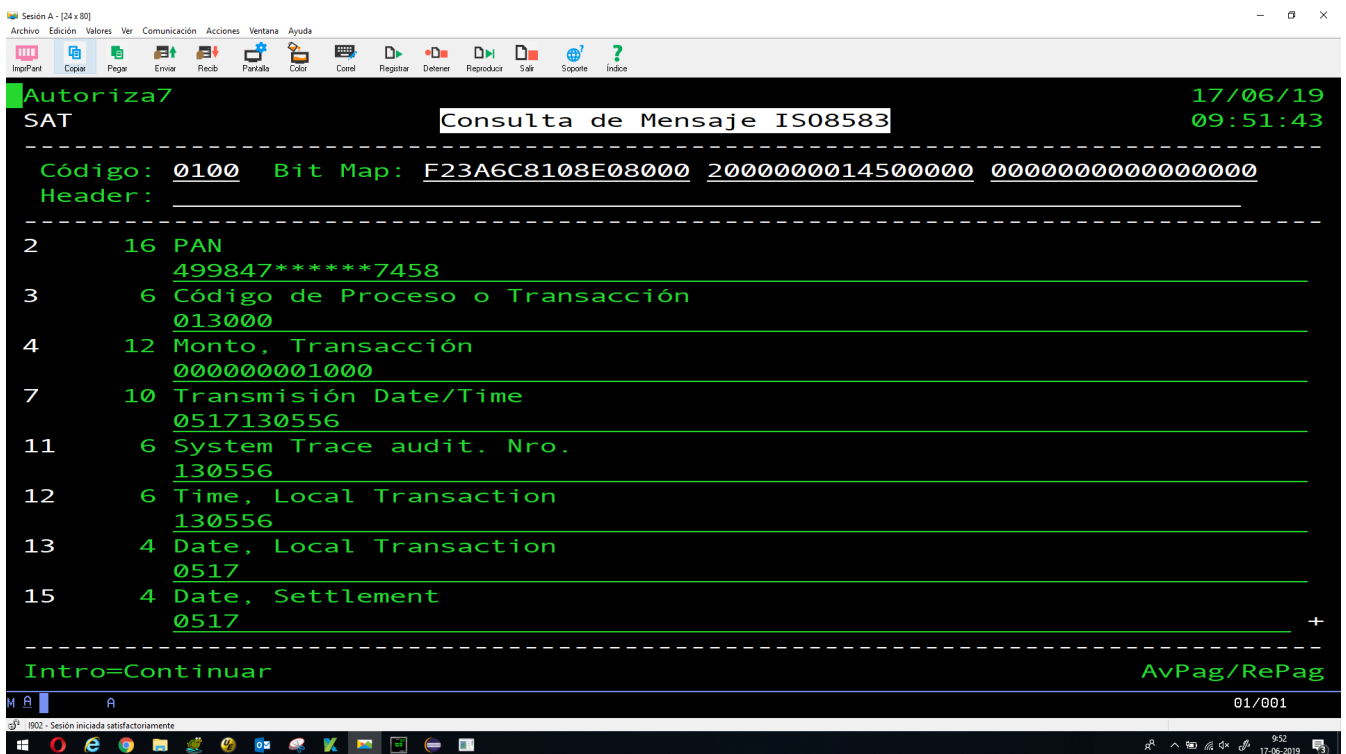 Sesión A - [24 x 80]
Archivo Edición Valores Ver Comunicación Acciones Ventana Ayuda
ImprPant Copiar Pegar Enviar Recib Pantalla Color Correl Registrar Detener Reproducir Salir Soporte Índice
Autoriza7 17/06/19
SAT Consulta de Mensaje ISO8583 09:51:43
Código: 0100 Bit Map: F23A6C8108E08000 2000000014500000 0000000000000000
Header:
2 16 PAN
499847******7458
3 6 Código de Proceso o Transacción
013000
4 12 Monto, Transacción
000000001000
7 10 Transmisión Date/Time
0517130556
11 6 System Trace audit. Nro.
130556
12 6 Time, Local Transaction
130556
13 4 Date, Local Transaction
0517
15 4 Date, Settlement
0517 +
Intro=Continuar AvPag/RePag
M A A 01/001
I902 - Sesión iniciada satisfactoriamente
9:52
17-06-2019